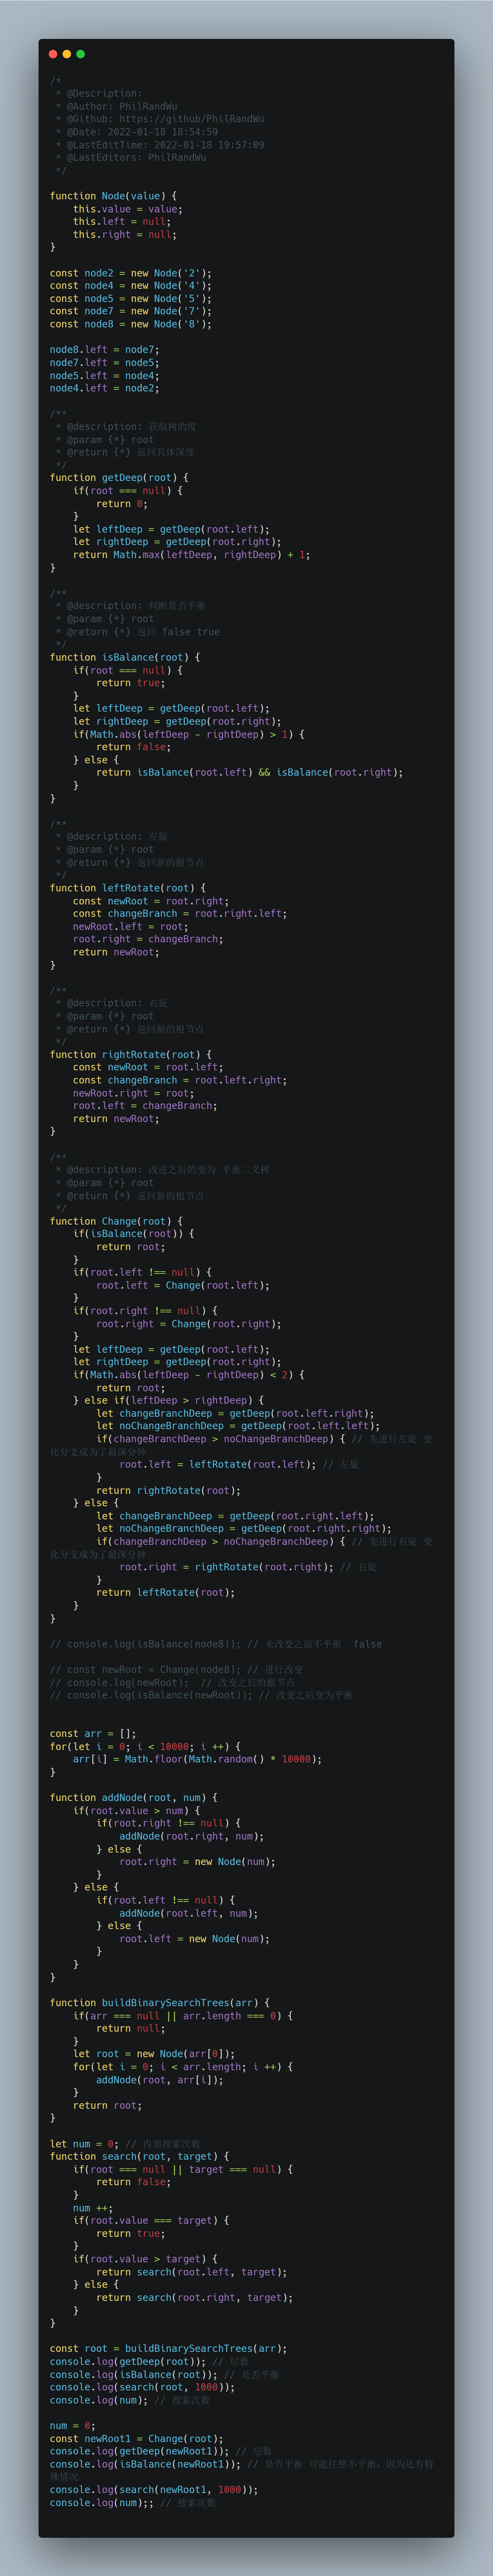 /*
 * @Description:
 * @Author: PhilRandWu
 * @Github: https://github/PhilRandWu
 * @Date: 2022-01-18 18:54:59
 * @LastEditTime: 2022-01-18 19:57:09
 * @LastEditors: PhilRandWu
 */
function Node(value) {
    this.value = value;
    this.left = null;
    this.right = null;
}
const node2 = new Node('2');
const node4 = new Node('4');
const node5 = new Node('5');
const node7 = new Node('7');
const node8 = new Node('8');
node8.left = node7;
node7.left = node5;
node5.left = node4;
node4.left = node2;
/**
 * @description: 获取树的度
 * @param {*} root
 * @return {*} 返回具体深度
 */
function getDeep(root) {
    if(root === null) {
        return 0;
    }
    let leftDeep = getDeep(root.left);
    let rightDeep = getDeep(root.right);
    return Math.max(leftDeep, rightDeep) + 1;
}
/**
 * @description: 判断是否平衡
 * @param {*} root
 * @return {*} 返回 false true
 */
function isBalance(root) {
    if(root === null) {
        return true;
    }
    let leftDeep = getDeep(root.left);
    let rightDeep = getDeep(root.right);
    if(Math.abs(leftDeep - rightDeep) > 1) {
        return false;
    } else {
        return isBalance(root.left) && isBalance(root.right);
    }
}
/**
 * @description: 左旋
 * @param {*} root
 * @return {*} 返回新的根节点
 */
function leftRotate(root) {
    const newRoot = root.right;
    const changeBranch = root.right.left;
    newRoot.left = root;
    root.right = changeBranch;
    return newRoot;
}
/**
 * @description: 右旋
 * @param {*} root
 * @return {*} 返回新的根节点
 */
function rightRotate(root) {
    const newRoot = root.left;
    const changeBranch = root.left.right;
    newRoot.right = root;
    root.left = changeBranch;
    return newRoot;
}
/**
 * @description: 改进之后的变为 平衡二叉树
 * @param {*} root
 * @return {*} 返回新的根节点
 */
function Change(root) {
    if(isBalance(root)) {
        return root;
    }
    if(root.left !== null) {
        root.left = Change(root.left);
    }
    if(root.right !== null) {
        root.right = Change(root.right);
    }
    let leftDeep = getDeep(root.left);
    let rightDeep = getDeep(root.right);
    if(Math.abs(leftDeep - rightDeep) < 2) {
        return root;
    } else if(leftDeep > rightDeep) {
        let changeBranchDeep = getDeep(root.left.right);
        let noChangeBranchDeep = getDeep(root.left.left);
        if(changeBranchDeep > noChangeBranchDeep) { // 先进行左旋 变
化分支成为了最深分钟
            root.left = leftRotate(root.left); // 左旋
        }
        return rightRotate(root);
    } else {
        let changeBranchDeep = getDeep(root.right.left);
        let noChangeBranchDeep = getDeep(root.right.right);
        if(changeBranchDeep > noChangeBranchDeep) { // 先进行右旋 变
化分支成为了最深分钟
            root.right = rightRotate(root.right); // 右旋
        }
        return leftRotate(root);
    }
}
// console.log(isBalance(node8)); // 未改变之前不平衡  false
// const newRoot = Change(node8); // 进行改变
// console.log(newRoot);  // 改变之后的根节点
// console.log(isBalance(newRoot)); // 改变之后变为平衡
const arr = [];
for(let i = 0; i < 10000; i ++) {
    arr[i] = Math.floor(Math.random() * 10000);
}
function addNode(root, num) {
    if(root.value > num) {
        if(root.right !== null) {
            addNode(root.right, num);
        } else {
            root.right = new Node(num);
        }
    } else {
        if(root.left !== null) {
            addNode(root.left, num);
        } else {
            root.left = new Node(num);
        }
    }
}
function buildBinarySearchTrees(arr) {
    if(arr === null || arr.length === 0) {
        return null;
    }
    let root = new Node(arr[0]);
    for(let i = 0; i < arr.length; i ++) {
        addNode(root, arr[i]);
    }
    return root;
}
let num = 0; // 内部搜索次数
function search(root, target) {
    if(root === null || target === null) {
        return false;
    }
    num ++;
    if(root.value === target) {
        return true;
    }
    if(root.value > target) {
        return search(root.left, target);
    } else {
        return search(root.right, target);
    }
}
const root = buildBinarySearchTrees(arr);
console.log(getDeep(root)); // 层数
console.log(isBalance(root)); // 是否平衡
console.log(search(root, 1000));
console.log(num); // 搜索次数
num = 0;
const newRoot1 = Change(root);
console.log(getDeep(newRoot1)); // 层数
console.log(isBalance(newRoot1)); // 是否平衡 可能任然不平衡，因为还有特
殊情况
console.log(search(newRoot1, 1000));
console.log(num);; // 搜索次数